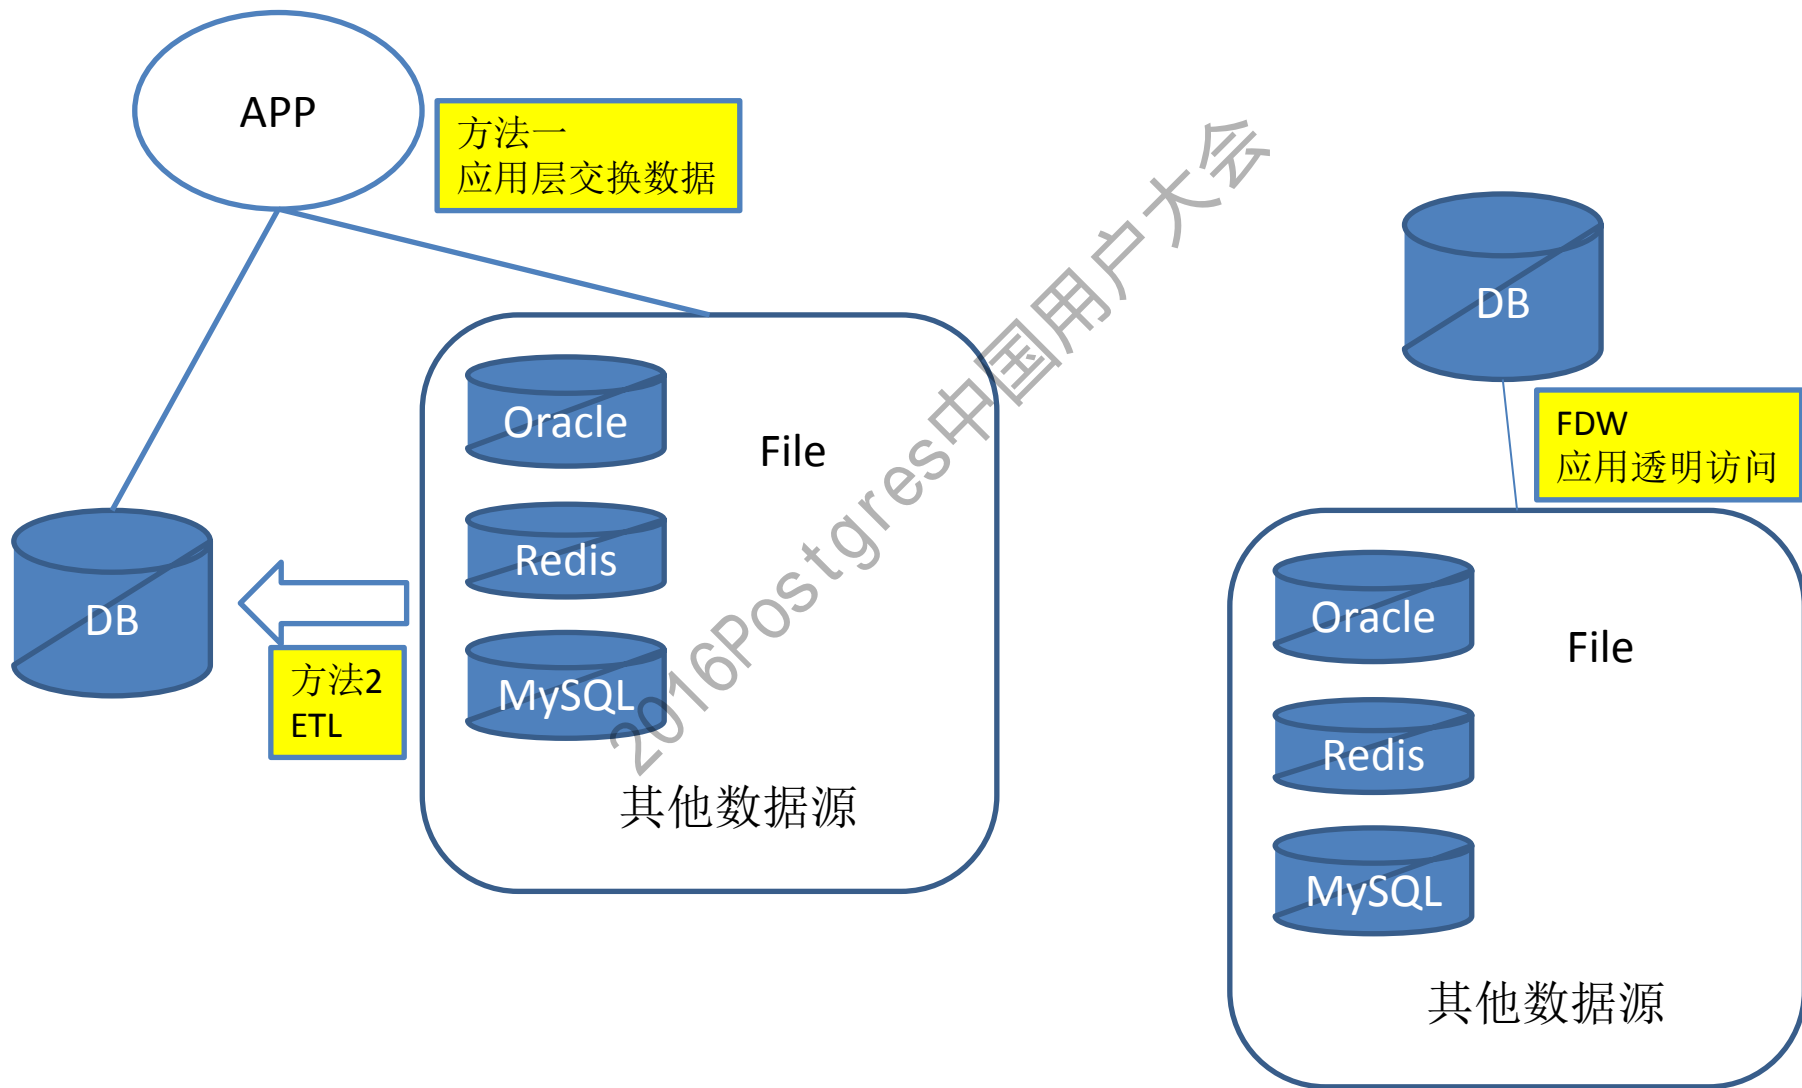 APP
方法一
应用层交换数据
DB
方法2
ETL
Oracle
File
Redis
MySQL
其他数据源
2016Postgres中国用户大会
DB
FDW
应用透明访问
Oracle
File
Redis
MySQL
其他数据源